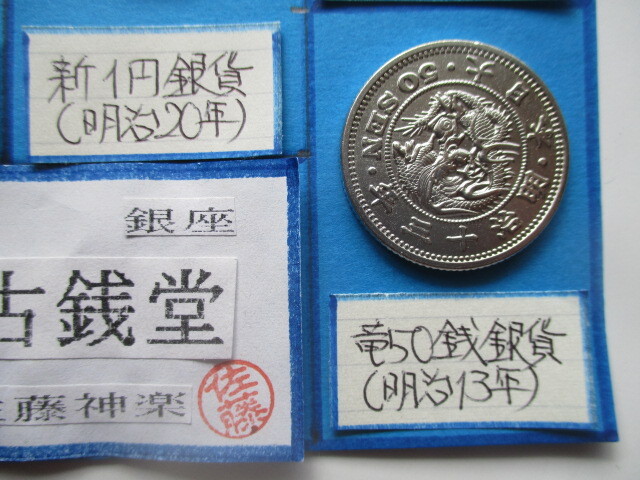 新1円銀貨
(明治20年)
大日本・明治十三年・50 SEN・
竜50銭銀貨
(明治13年)
銀座
古銭堂
佐藤神楽
佐藤